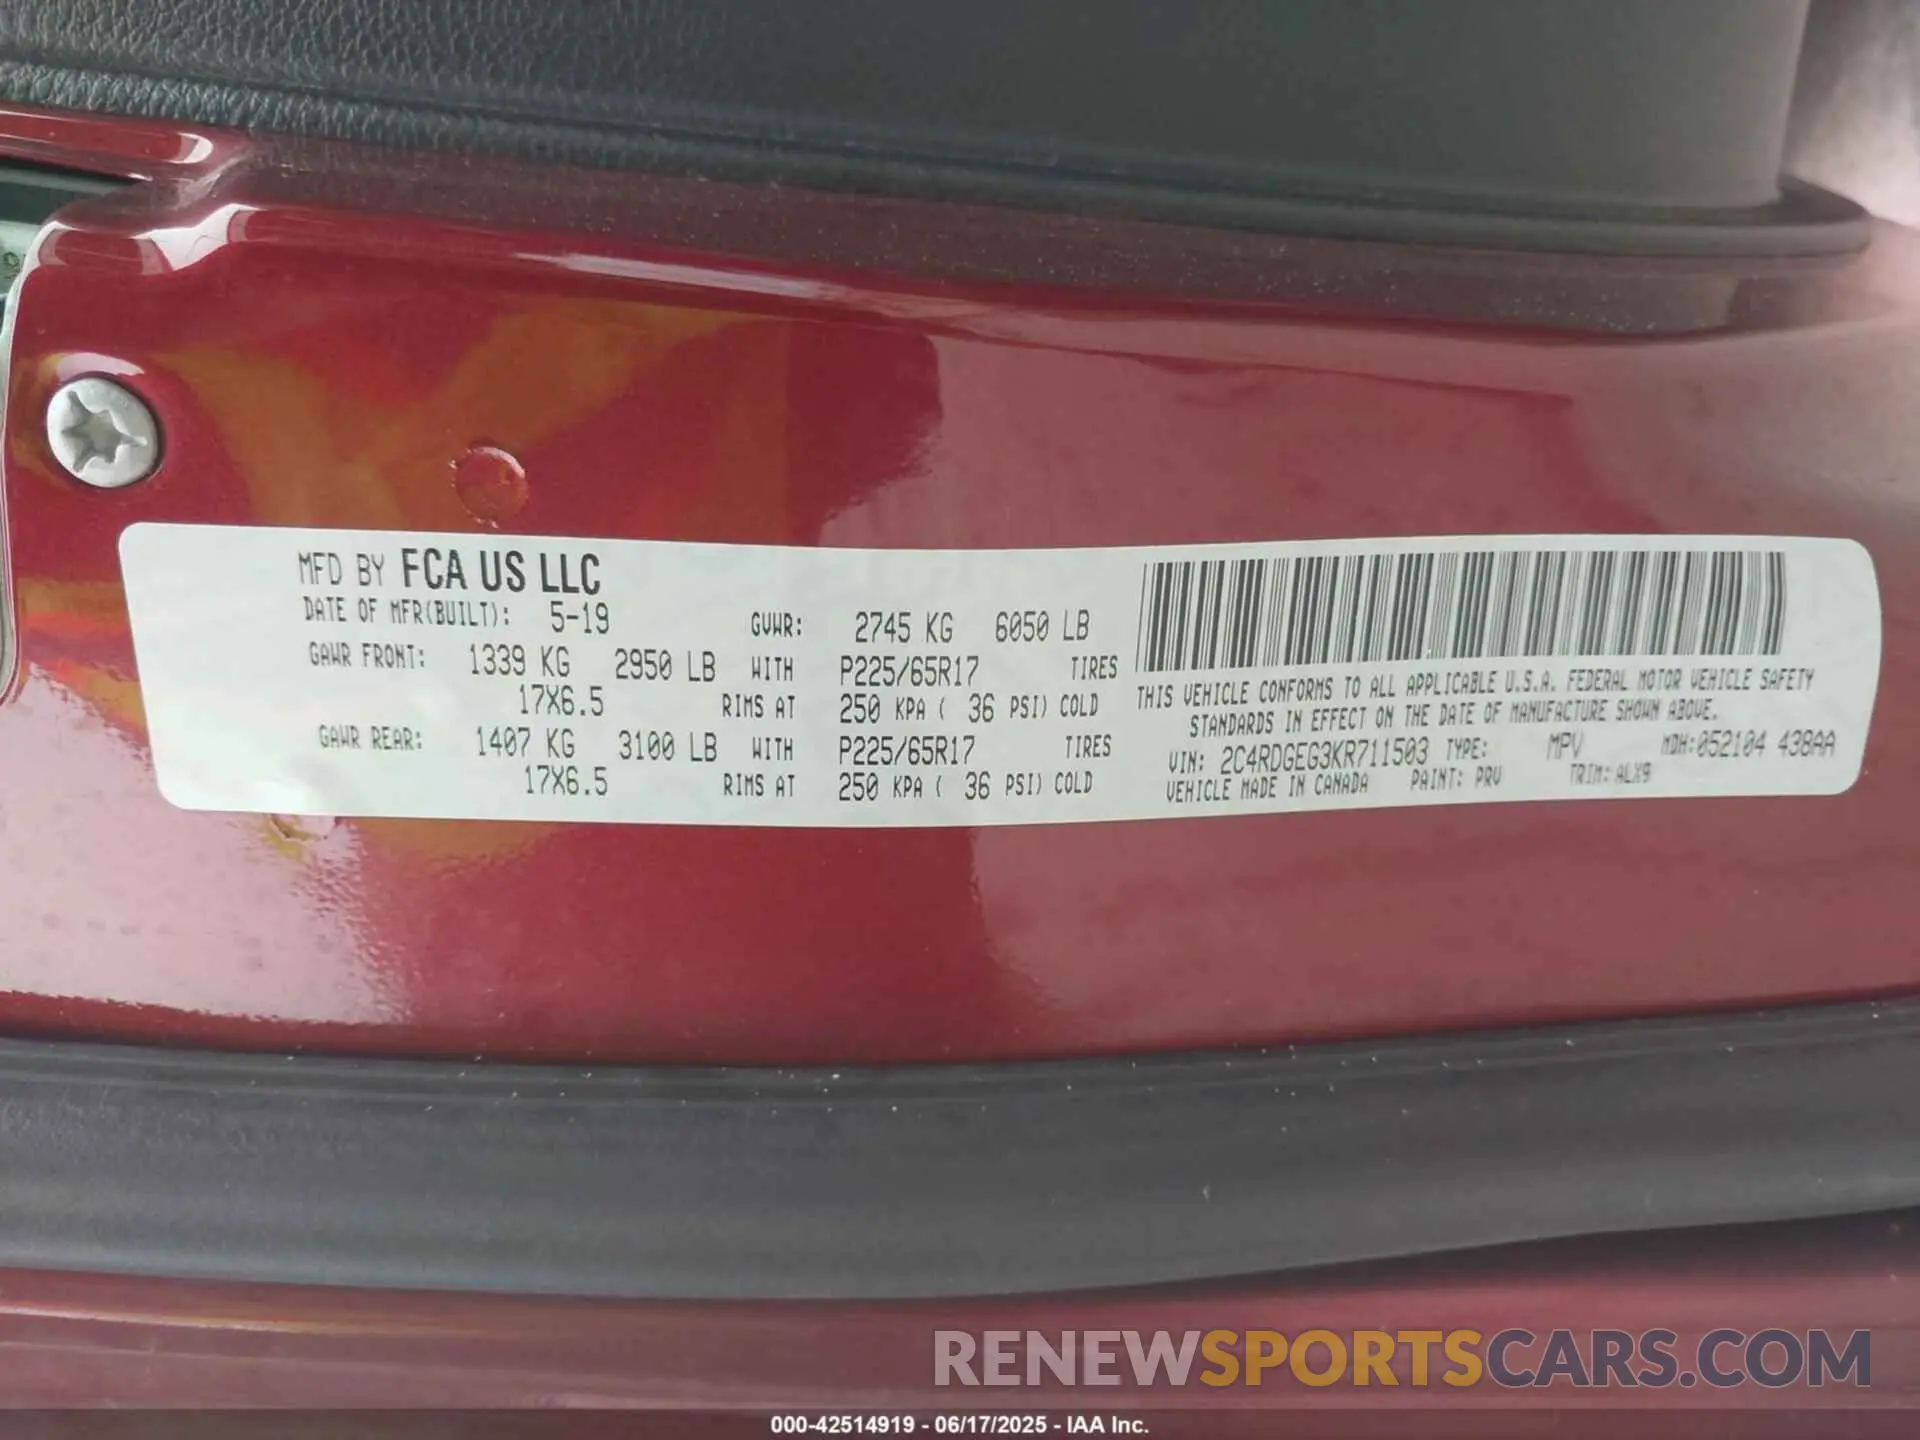 MFD BY FCA US LLC
DATE OF MFR(BUILT): 5-19 GVWR: 2745 KG 6050 LB
GAWR FRONT: 1339 KG 2950 LB WITH P225/65R17 TIRES
17X6.5 RIMS AT 250 KPA ( 36 PSI) COLD
GAWR REAR: 1407 KG 3100 LB WITH P225/65R17 TIRES
17X6.5 RIMS AT 250 KPA ( 36 PSI) COLD
THIS VEHICLE CONFORMS TO ALL APPLICABLE U.S.A. FEDERAL MOTOR VEHICLE SAFETY
STANDARDS IN EFFECT ON THE DATE OF MANUFACTURE SHOWN ABOVE.
VIN: 2C4RDGEG3KR711503 TYPE: MPV MDH:052104 438AA
VEHICLE MADE IN CANADA PAINT: PRV TRIM: ALX9
RENEWSPORTSCARS.COM
000-42514919 - 06/17/2025 - IAA Inc.